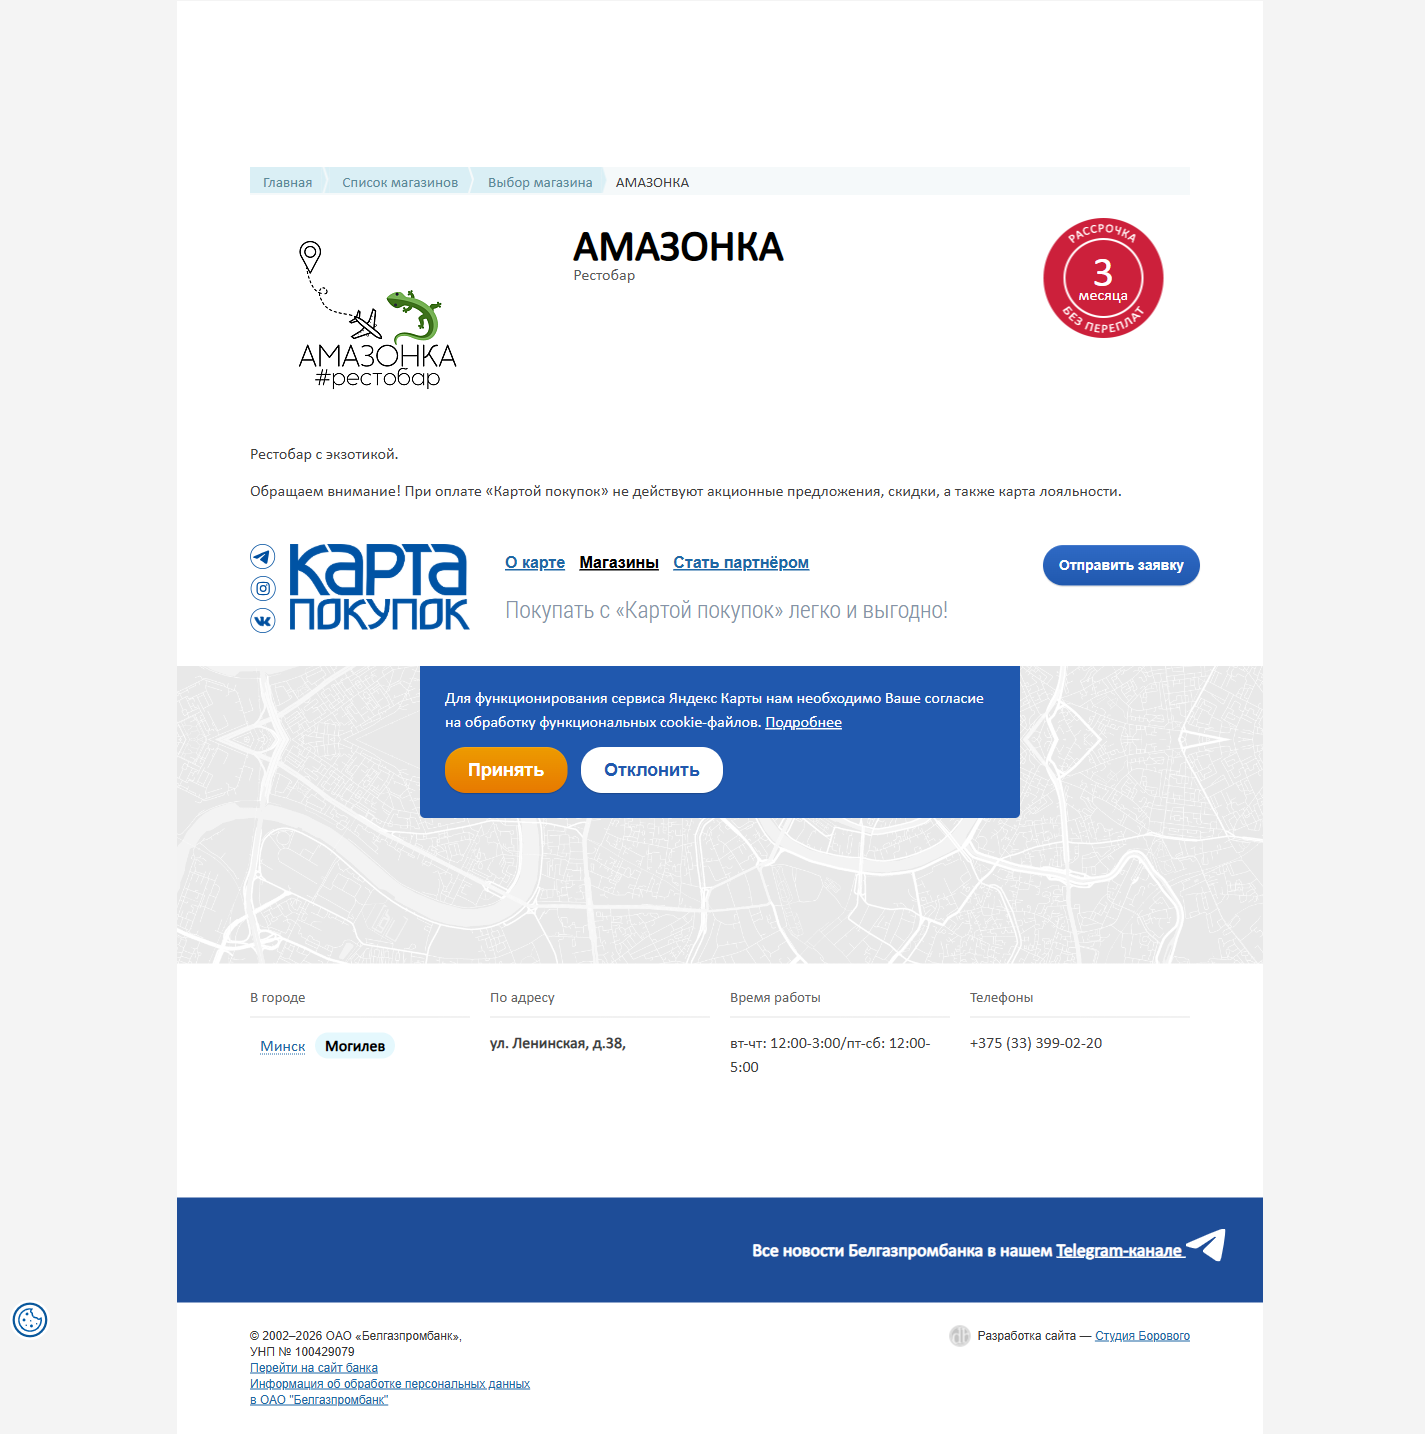 Главная
Список магазинов
Выбор магазина
АМАЗОНКА
АМАЗОНКА
#рестобар
АМАЗОНКА
Рестобар
РАССРОЧКА
3
месяца
БЕЗ ПЕРЕПЛАТ
Рестобар с экзотикой.
Обращаем внимание! При оплате «Картой покупок» не действуют акционные предложения, скидки, а также карта лояльности.
Карта
покупок
О карте
Магазины
Стать партнёром
Отправить заявку
Покупать с «Картой покупок» легко и выгодно!
Для функционирования сервиса Яндекс Карты нам необходимо Ваше согласие
на обработку функциональных cookie-файлов. Подробнее
Принять
Отклонить
В городе
Минск
Могилев
По адресу
ул. Ленинская, д.38,
Время работы
вт-чт: 12:00-3:00/пт-сб: 12:00-
5:00
Телефоны
+375 (33) 399-02-20
Все новости Белгазпромбанка в нашем Telegram-канале
© 2002–2026 ОАО «Белгазпромбанк»,
УНП № 100429079
Перейти на сайт банка
Информация об обработке персональных данных
в ОАО "Белгазпромбанк"
Разработка сайта — Студия Борового